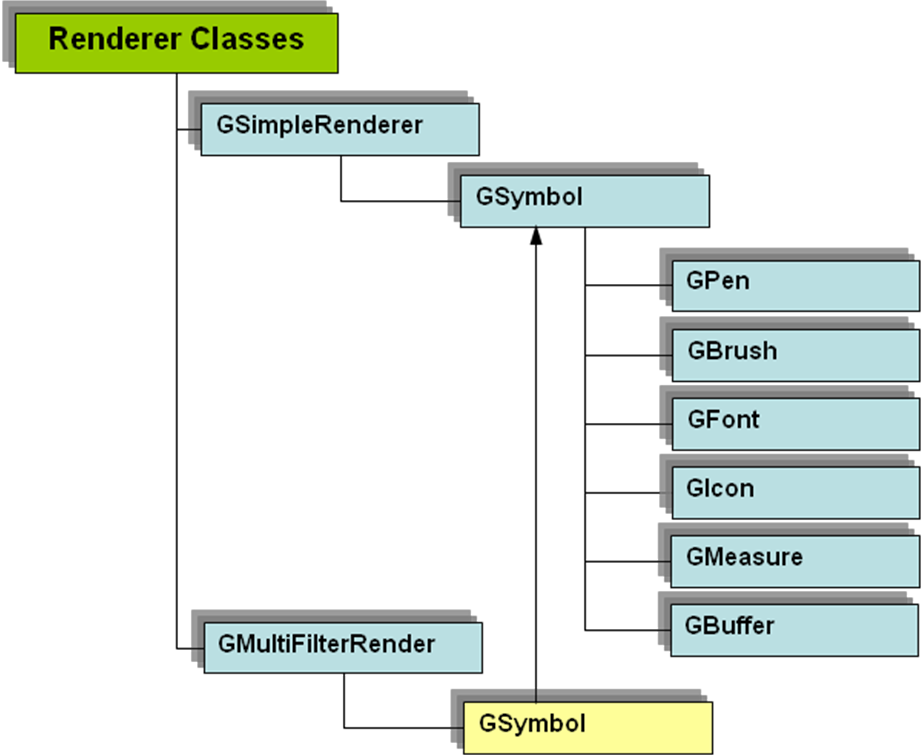 Renderer Classes
GSimpleRenderer
GSymbol
GPen
GBrush
GFont
GIcon
GMeasure
GBuffer
GMultiFilterRender
GSymbol